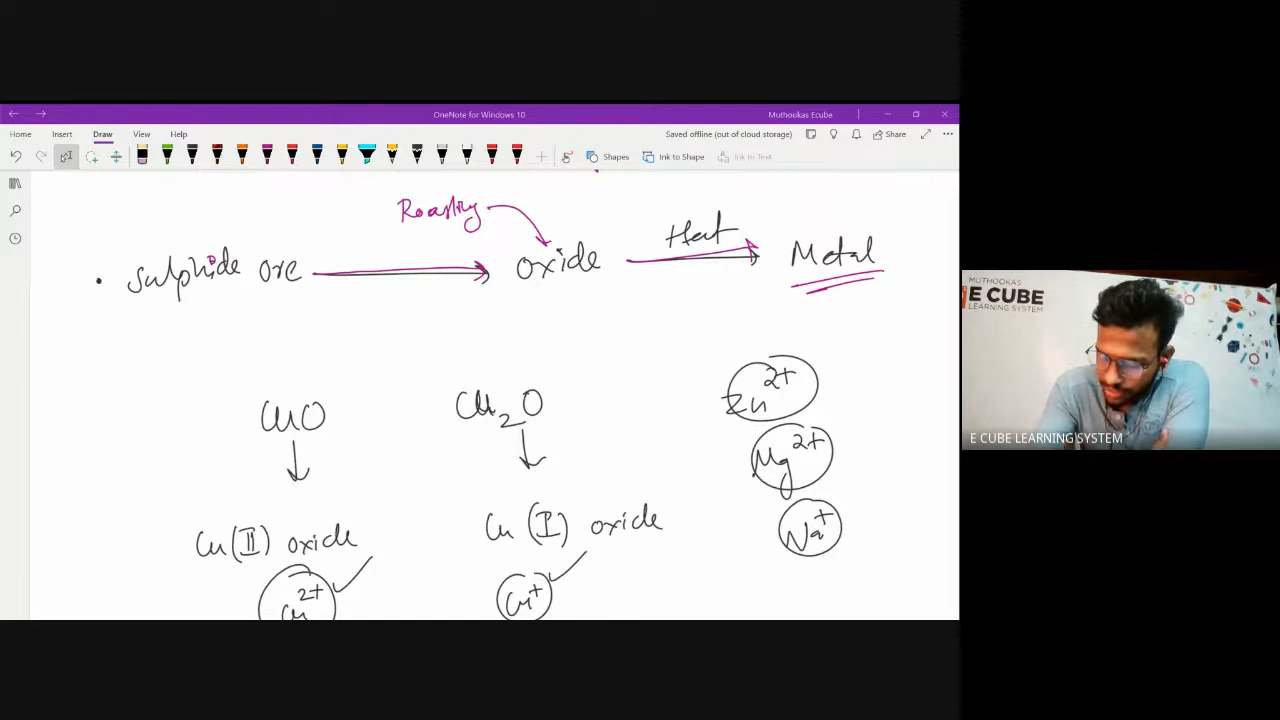 OneNote for Windows 10
Muthookas Ecube
Home Insert Draw View Help
Saved offline (out of cloud storage)
Share
Shapes
Ink to Shape
Ink to Text
Roasting
• Sulphide ore oxide Heat Metal
CuO Cu2O Zn2+
Mg2+
Cu(II) oxide Cu (I) oxide Na+
Cu2+ Cu+
MUTHOOKAS
E CUBE
LEARNING SYSTEM
E CUBE LEARNING SYSTEM